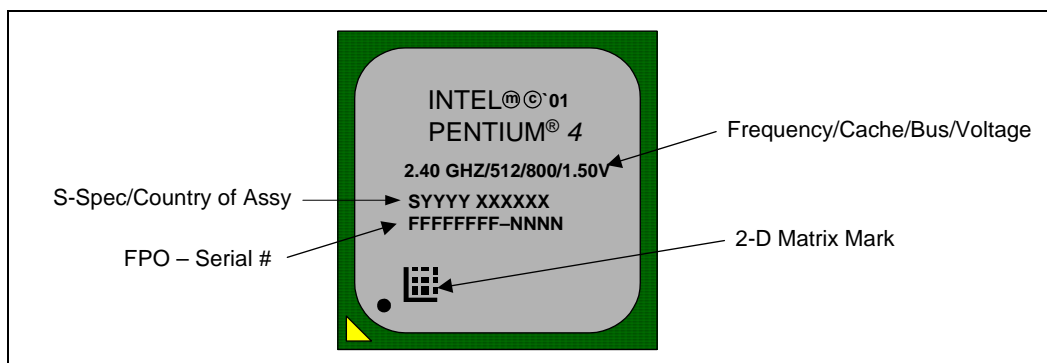 INTEL ⓜ © `01
PENTIUM® 4
2.40 GHZ/512/800/1.50V
SYYYY XXXXXX
FFFFFFFF–NNNN
Frequency/Cache/Bus/Voltage
S-Spec/Country of Assy
FPO – Serial #
2-D Matrix Mark